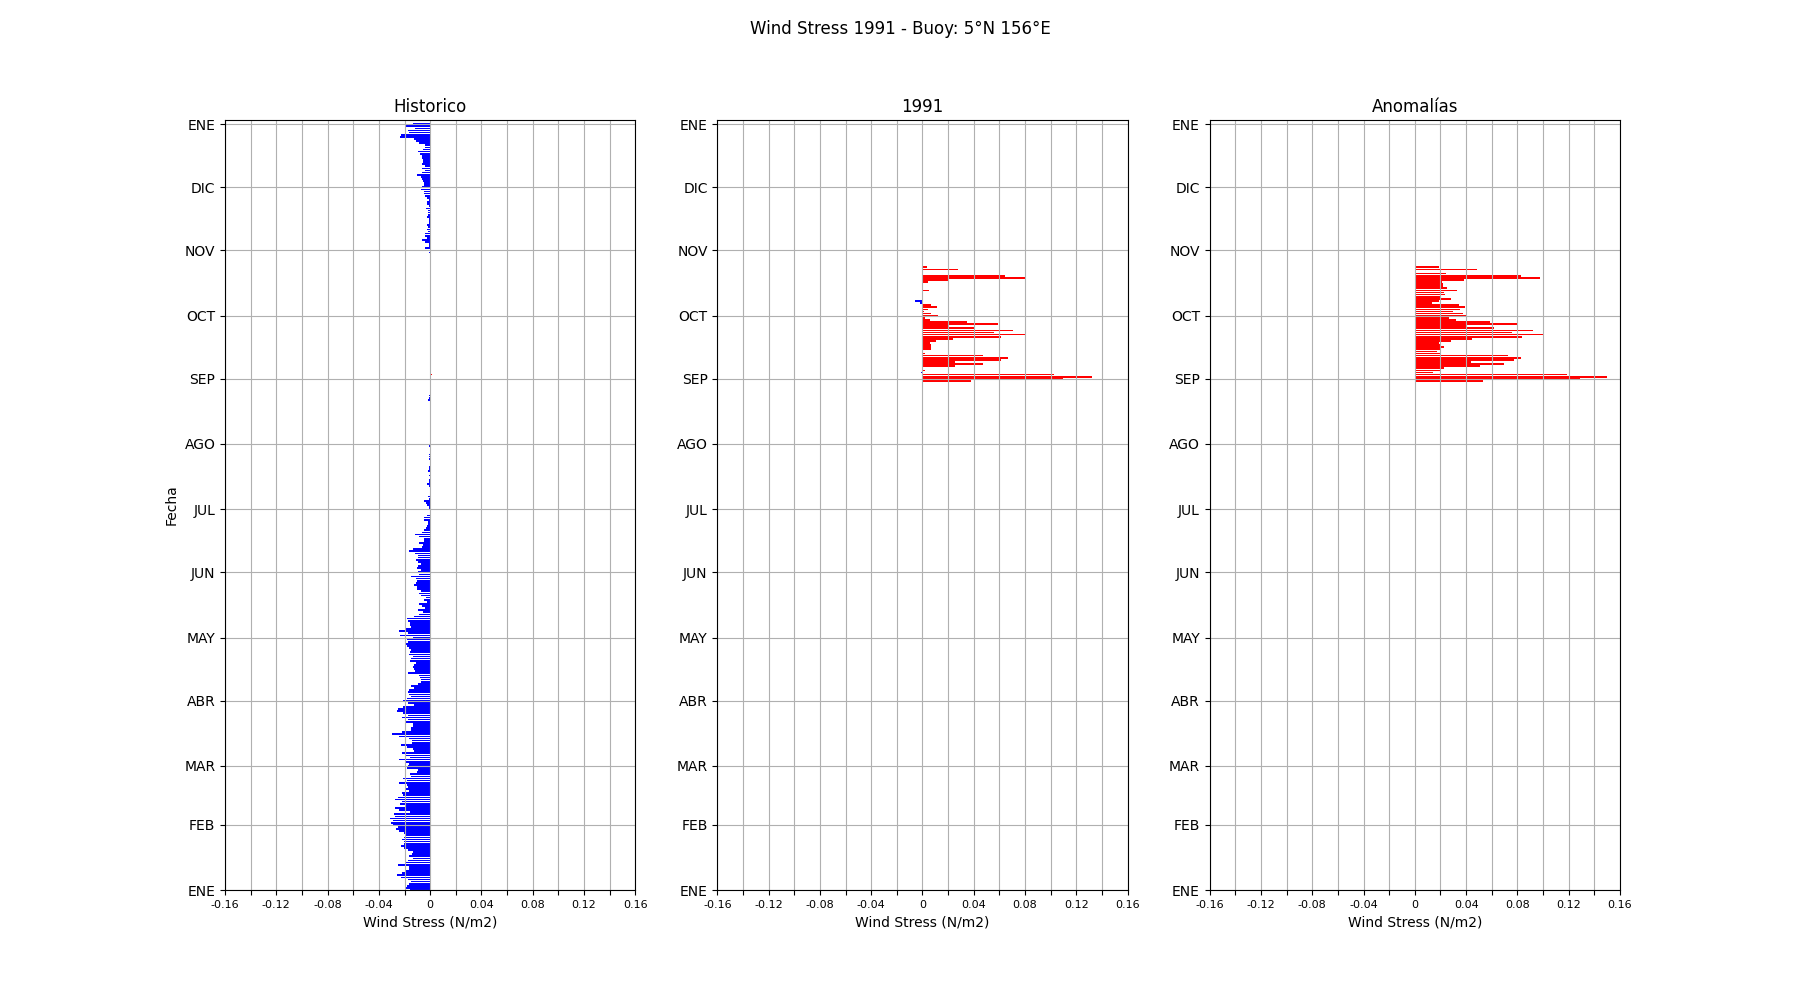 Wind Stress 1991 - Buoy: 5°N 156°E
Historico
ENE
DIC
NOV
OCT
SEP
AGO
JUL
JUN
MAY
ABR
MAR
FEB
ENE
Fecha
-0.16 -0.12 -0.08 -0.04 0 0.04 0.08 0.12 0.16
Wind Stress (N/m2)
1991
ENE
DIC
NOV
OCT
SEP
AGO
JUL
JUN
MAY
ABR
MAR
FEB
ENE
-0.16 -0.12 -0.08 -0.04 0 0.04 0.08 0.12 0.16
Wind Stress (N/m2)
Anomalías
ENE
DIC
NOV
OCT
SEP
AGO
JUL
JUN
MAY
ABR
MAR
FEB
ENE
-0.16 -0.12 -0.08 -0.04 0 0.04 0.08 0.12 0.16
Wind Stress (N/m2)